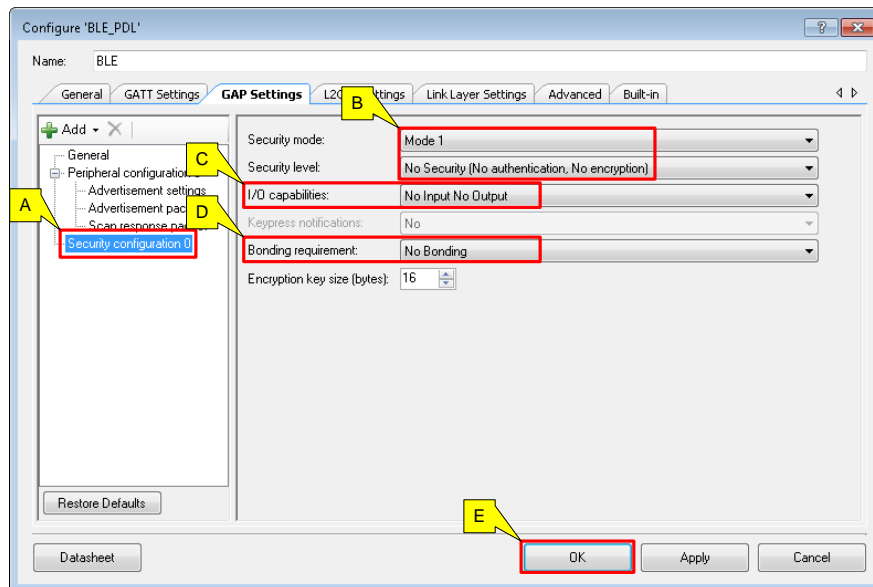 Configure 'BLE_PDL'
Name: BLE
General GATT Settings GAP Settings L2C ttings Link Layer Settings Advanced Built-in
B
Add
General
Peripheral configuration
Advertisement settings
Advertisement pac
Scan response pa
Security configuration 0
A
C
D
Security mode: Mode 1
Security level: No Security (No authentication, No encryption)
I/O capabilities: No Input No Output
Keypress notifications: No
Bonding requirement: No Bonding
Encryption key size (bytes): 16
Restore Defaults
E
Datasheet OK Apply Cancel